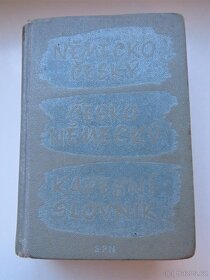 NĚMECKO
ČESKÝ
ČESKO
NĚMECKÝ
KAPESNÍ
SLOVNÍK
SPN